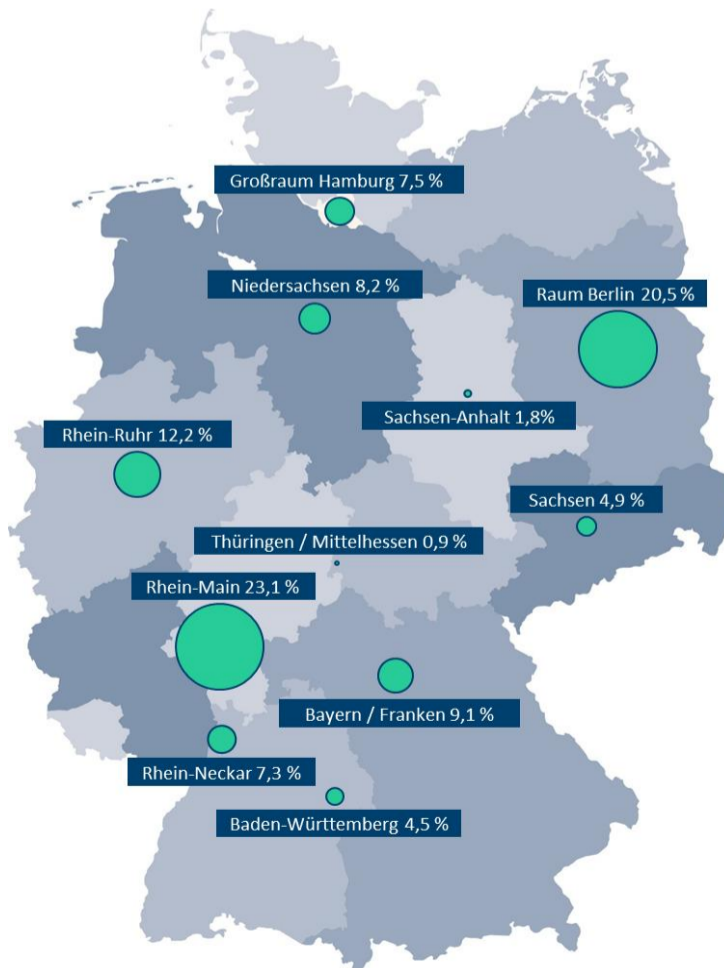 Großraum Hamburg 7,5 %
Niedersachsen 8,2 %
Raum Berlin 20,5 %
Sachsen-Anhalt 1,8%
Rhein-Ruhr 12,2 %
Sachsen 4,9 %
Thüringen / Mittelhessen 0,9 %
Rhein-Main 23,1 %
Bayern / Franken 9,1 %
Rhein-Neckar 7,3 %
Baden-Württemberg 4,5 %